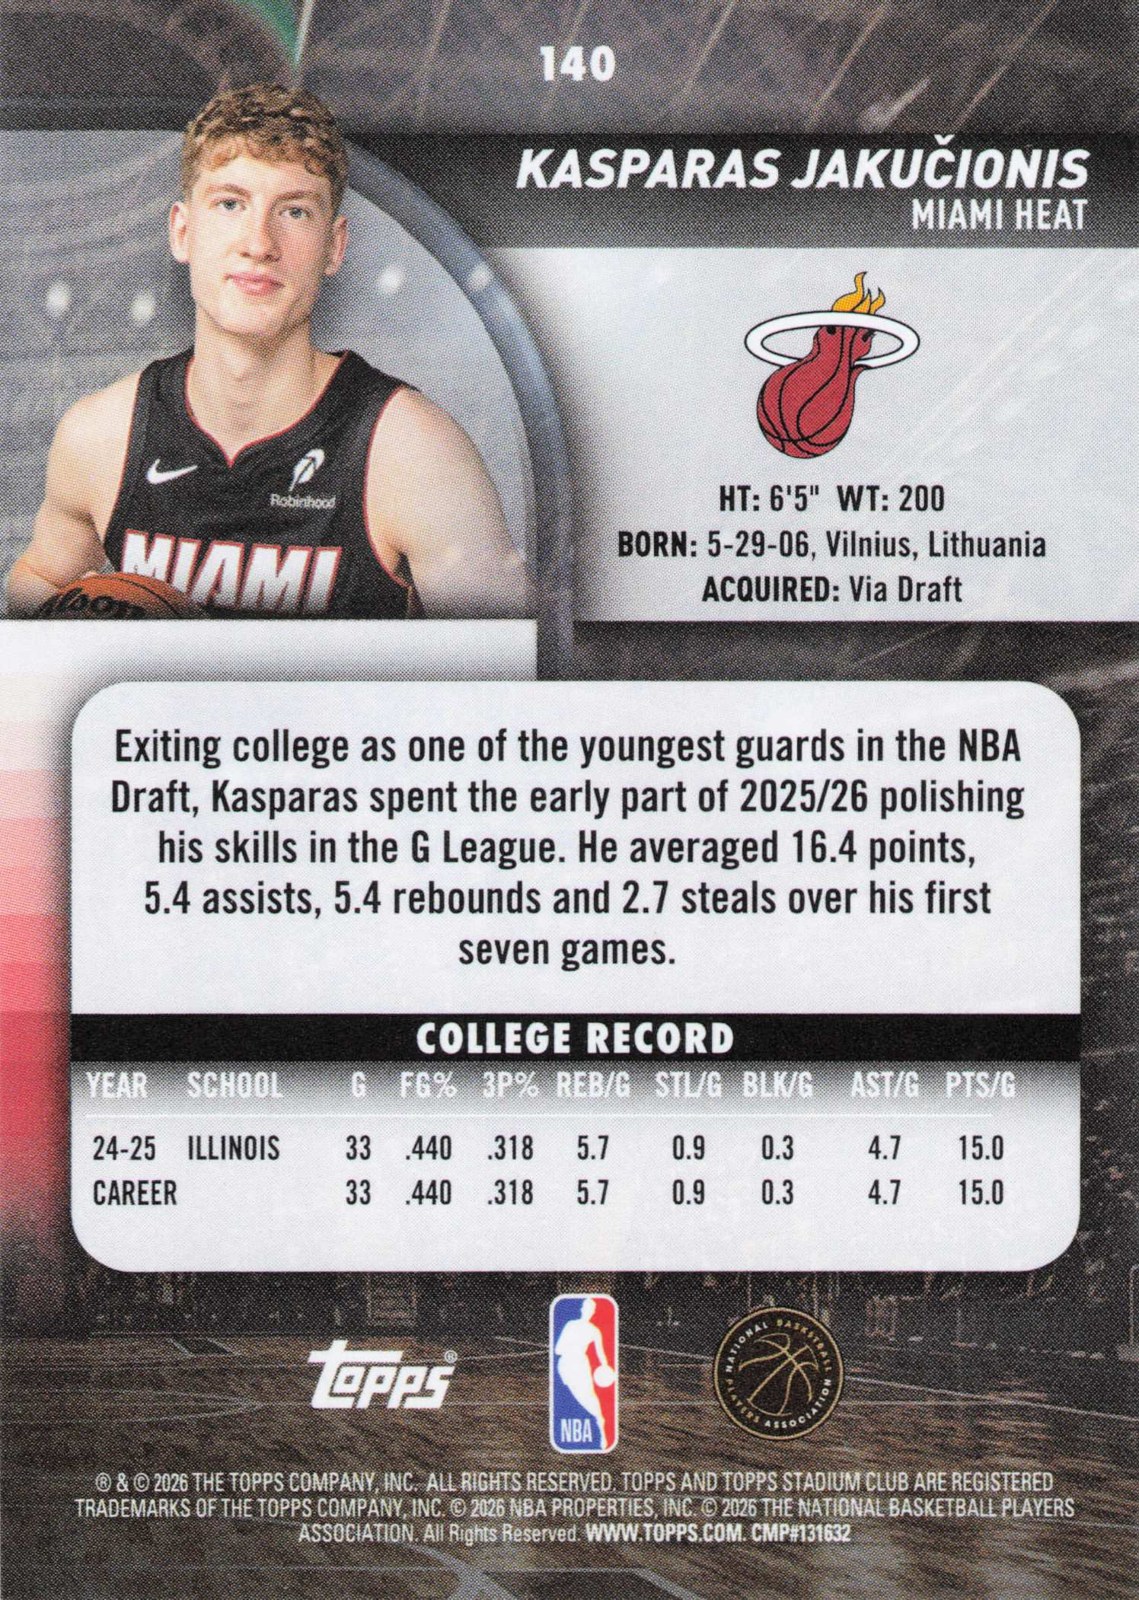 140
KASPARAS JAKUČIONIS
MIAMI HEAT
Robinhood
MIAMI
HT: 6'5" WT: 200
BORN: 5-29-06, Vilnius, Lithuania
ACQUIRED: Via Draft
Exiting college as one of the youngest guards in the NBA
Draft, Kasparas spent the early part of 2025/26 polishing
his skills in the G League. He averaged 16.4 points,
5.4 assists, 5.4 rebounds and 2.7 steals over his first
seven games.
COLLEGE RECORD
YEAR SCHOOL G FG% 3P% REB/G STL/G BLK/G AST/G PTS/G
24-25 ILLINOIS 33 .440 .318 5.7 0.9 0.3 4.7 15.0
CAREER 33 .440 .318 5.7 0.9 0.3 4.7 15.0
topps®
NBA
NATIONAL BASKETBALL PLAYERS ASSOCIATION
® & © 2026 THE TOPPS COMPANY, INC. ALL RIGHTS RESERVED. TOPPS AND TOPPS STADIUM CLUB ARE REGISTERED
TRADEMARKS OF THE TOPPS COMPANY, INC. © 2026 NBA PROPERTIES, INC. © 2026 THE NATIONAL BASKETBALL PLAYERS
ASSOCIATION. All Rights Reserved. WWW.TOPPS.COM. CMP#131632